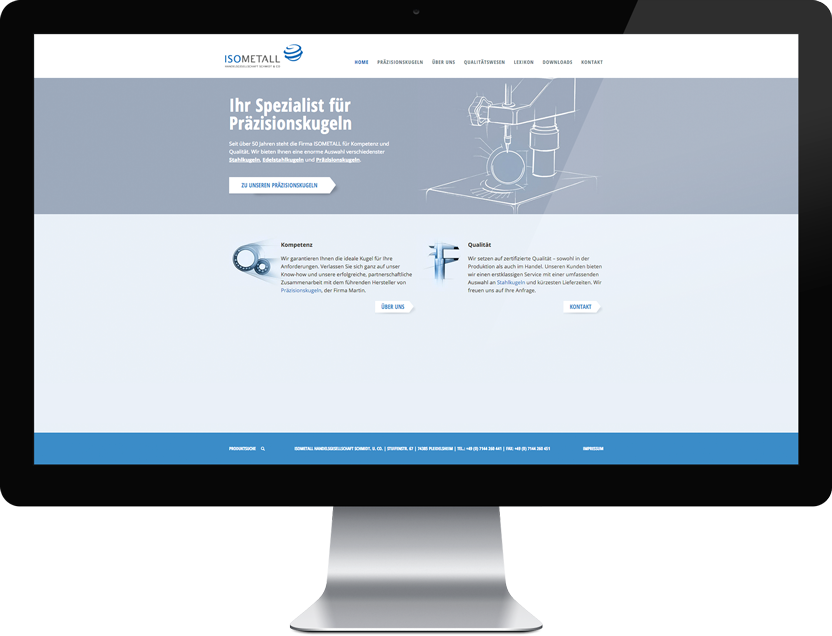 ISOMETALL
HANDELSGESELLSCHAFT SCHMIDT & CO.
HOME PRÄZISIONSKUGELN ÜBER UNS QUALITÄTSWESEN LEXIKON DOWNLOADS KONTAKT
Ihr Spezialist für
Präzisionskugeln
Seit über 50 Jahren steht die Firma ISOMETALL für Kompetenz und
Qualität. Wir bieten Ihnen eine enorme Auswahl verschiedenster
Stahlkugeln, Edelstahlkugeln und Präzisionskugeln.
ZU UNSEREN PRÄZISIONSKUGELN
Kompetenz
Wir garantieren Ihnen die ideale Kugel für Ihre
Anforderungen. Verlassen Sie sich ganz auf unser
Know-how und unsere erfolgreiche, partnerschaftliche
Zusammenarbeit mit dem führenden Hersteller von
Präzisionskugeln, der Firma Martin.
ÜBER UNS
Qualität
Wir setzen auf zertifizierte Qualität – sowohl in der
Produktion als auch im Handel. Unseren Kunden bieten
wir einen erstklassigen Service mit einer umfassenden
Auswahl an Stahlkugeln und kürzesten Lieferzeiten. Wir
freuen uns auf Ihre Anfrage.
KONTAKT
PRODUKTSUCHE ISOMETALL HANDELSGESELLSCHAFT SCHMIDT, U. CO. | 74385 PLEIDELSHEIM | TEL.: +49 (0) 7144 260 441 | FAX: +49 (0) 7144 260 451 IMPRESSUM